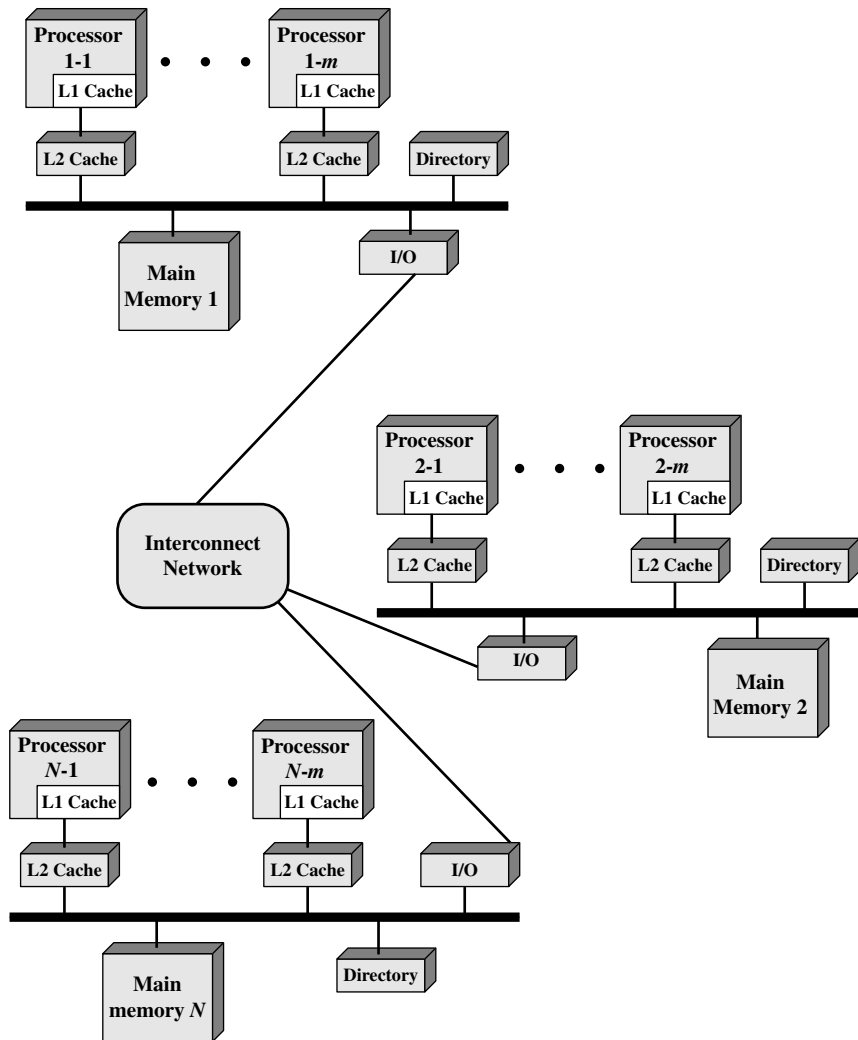 Processor
1-1
L1 Cache
Processor
1-m
L1 Cache
L2 Cache
L2 Cache
Directory
Main
Memory 1
I/O
Processor
2-1
L1 Cache
Processor
2-m
L1 Cache
Interconnect
Network
L2 Cache
L2 Cache
Directory
I/O
Main
Memory 2
Processor
N-1
L1 Cache
Processor
N-m
L1 Cache
L2 Cache
L2 Cache
I/O
Main
memory N
Directory